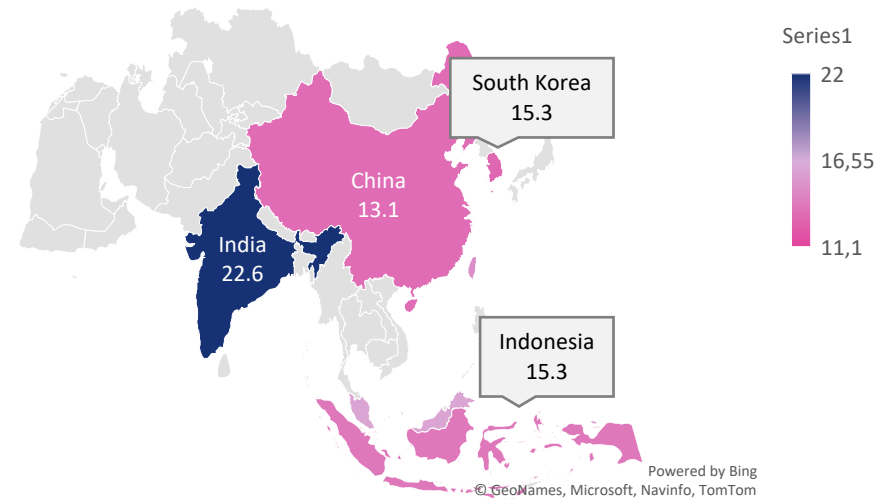 Series1
22
16,55
11,1
South Korea
15.3
China
13.1
India
22.6
Indonesia
15.3
Powered by Bing
© GeoNames, Microsoft, Navinfo, TomTom